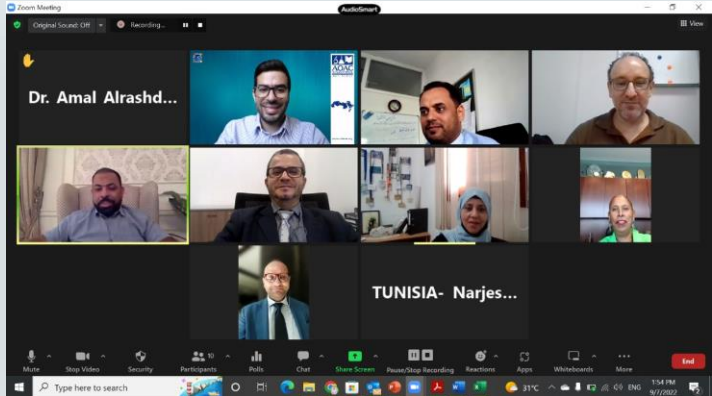 Zoom Meeting
AudioSmart
Original Sound: Off
Recording...
View
Dr. Amal Alrashd...
AOAC
TUNISIA- Narjes...
Mute
Stop Video
Security
Participants
10
Polls
Chat
Share Screen
Pause/Stop Recording
Reactions
Apps
Whiteboards
More
End
Type here to search
31°C
ENG
1:54 PM
9/7/2022